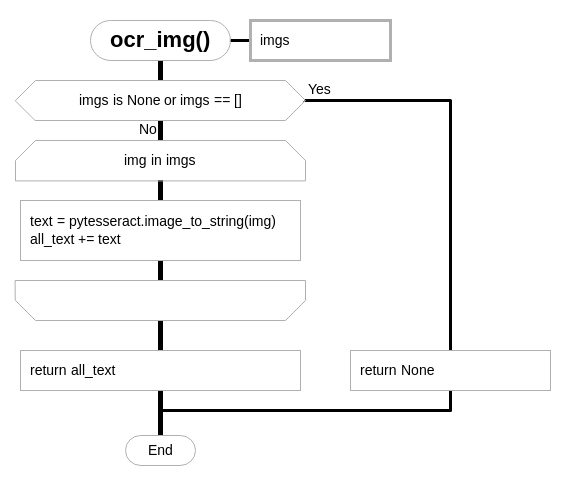 ocr_img()
imgs
imgs is None or imgs == []
Yes
No
img in imgs
text = pytesseract.image_to_string(img)
all_text += text
return all_text
return None
End